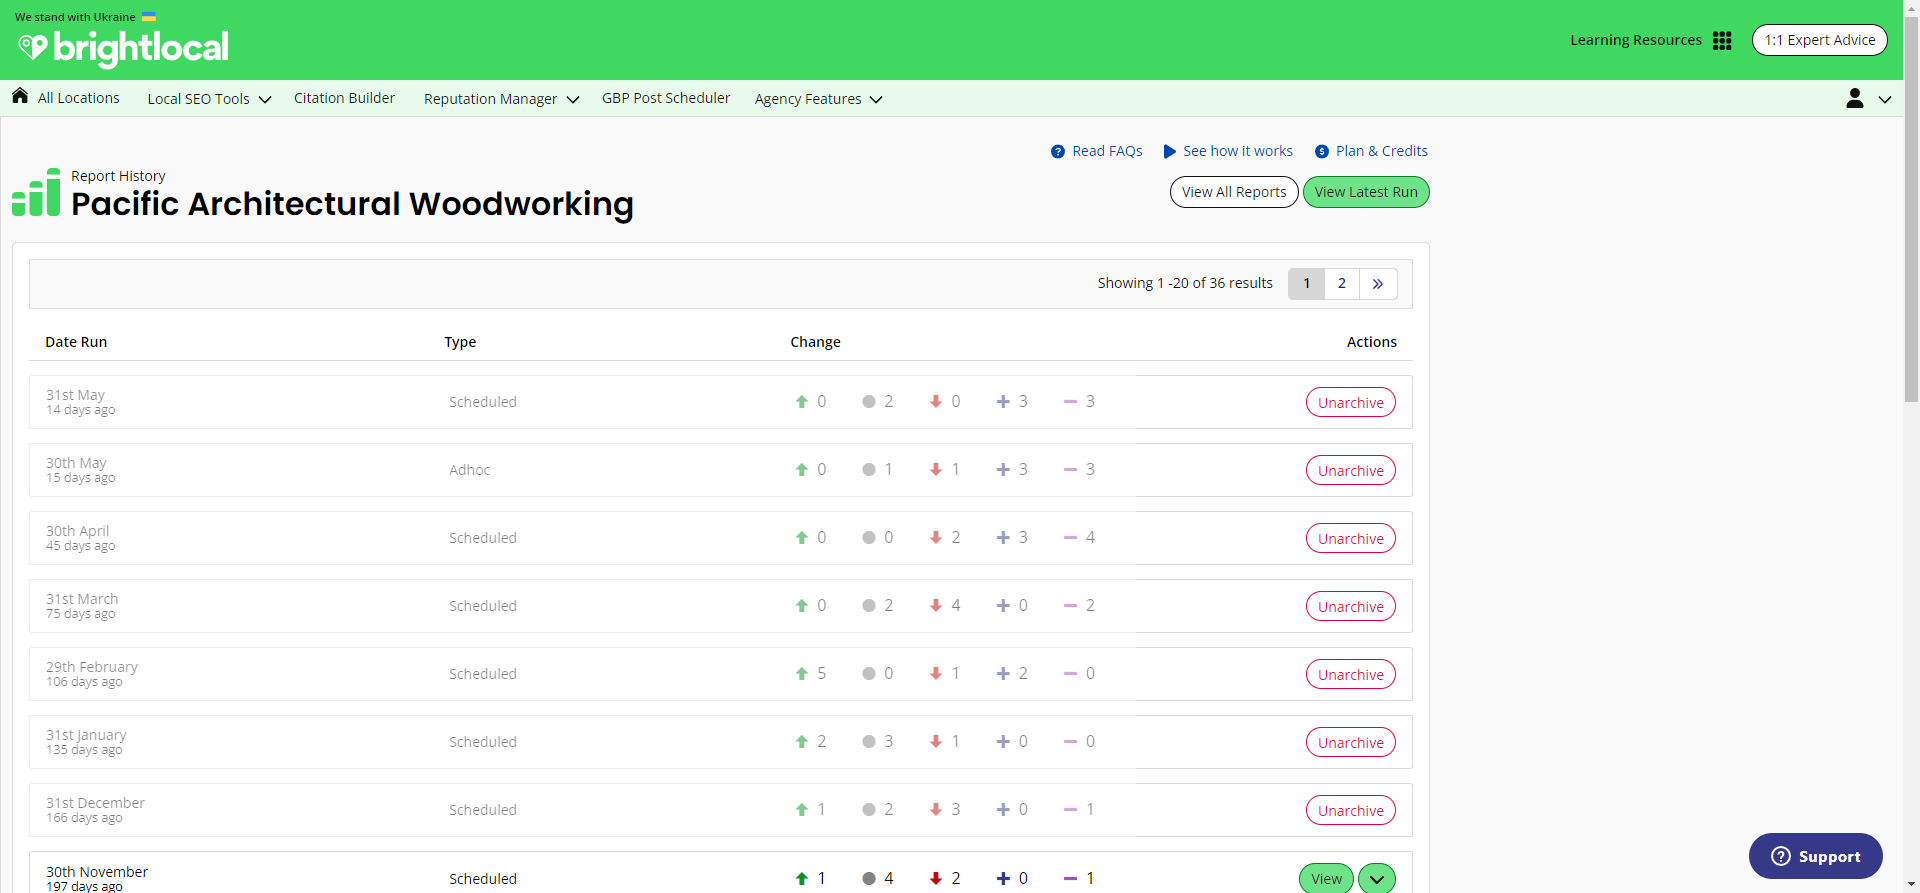 We stand with Ukraine
brightlocal
Learning Resources
1:1 Expert Advice
All Locations
Local SEO Tools
Citation Builder
Reputation Manager
GBP Post Scheduler
Agency Features
Read FAQs
See how it works
Plan & Credits
Report History
Pacific Architectural Woodworking
View All Reports
View Latest Run
Showing 1 -20 of 36 results
1 2 »
Date Run Type Change Actions
31st May
14 days ago
Scheduled 0 2 0 3 3 Unarchive
30th May
15 days ago
Adhoc 0 1 1 3 3 Unarchive
30th April
45 days ago
Scheduled 0 0 2 3 4 Unarchive
31st March
75 days ago
Scheduled 0 2 4 0 2 Unarchive
29th February
106 days ago
Scheduled 5 0 1 2 0 Unarchive
31st January
135 days ago
Scheduled 2 3 1 0 0 Unarchive
31st December
166 days ago
Scheduled 1 2 3 0 1 Unarchive
30th November
197 days ago
Scheduled 1 4 2 0 1 View
Support